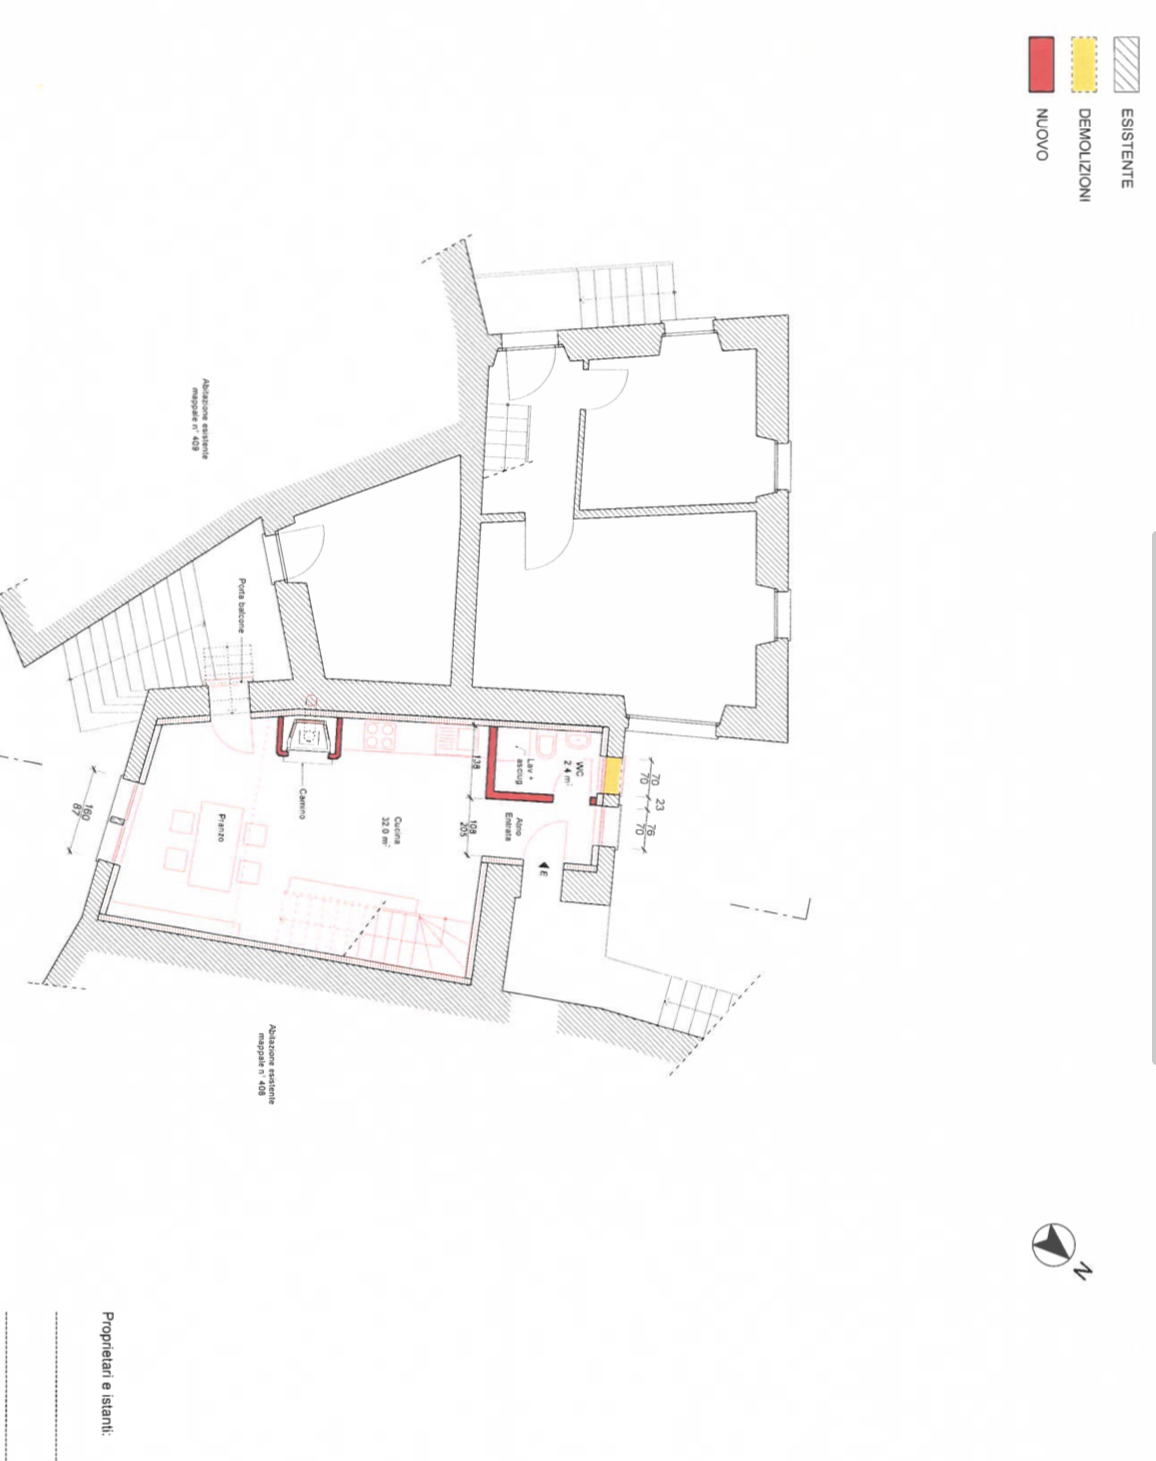 ESISTENTE
DEMOLIZIONI
NUOVO
Abitazione esistente
mappale n° 409
Porta balcone
70
70
23
76
70
WC
2.4 m²
Lav +
asciug
Atrio
Entrata
E
138
108
205
Cucina
32.0 m²
Camino
Pranzo
160
87
Abitazione esistente
mappale n° 408
N
Proprietari e istanti: